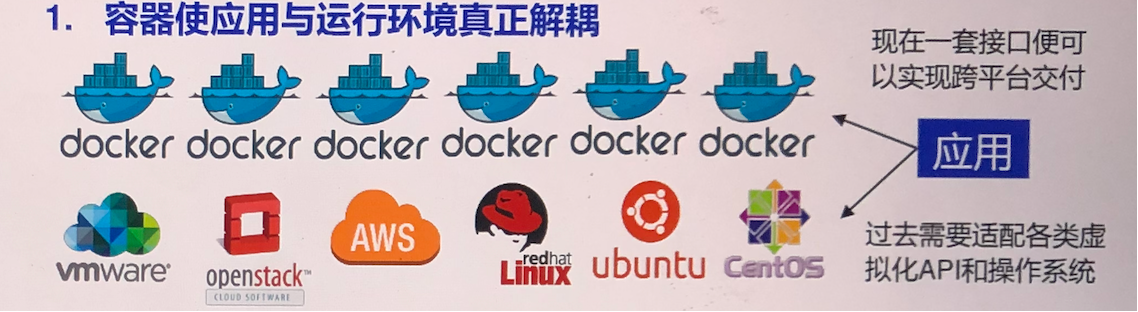 1. 容器使应用与运行环境真正解耦
现在一套接口便可
以实现跨平台交付
docker docker docker docker docker docker
应用
vmware® openstack™ AWS redhat Linux ubuntu CentOS
CLOUD SOFTWARE
过去需要适配各类虚
拟化API和操作系统